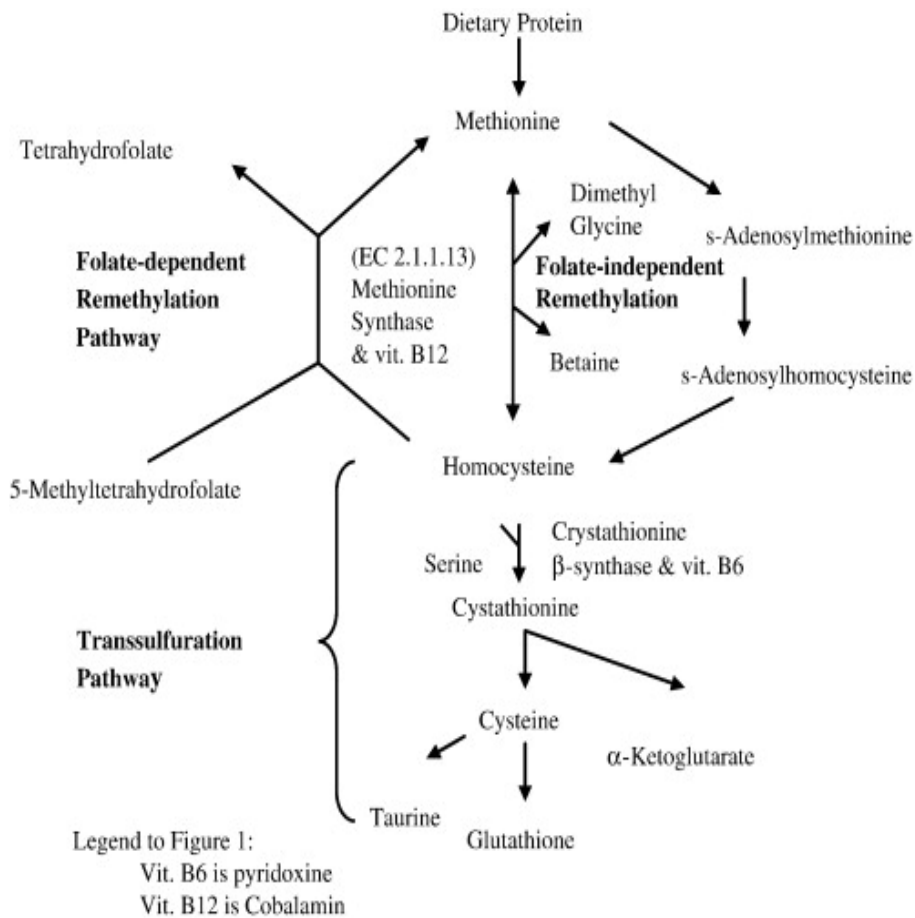 Dietary Protein
Methionine
Tetrahydrofolate
Dimethyl
Glycine
s-Adenosylmethionine
Folate-dependent
Remethylation
Pathway
(EC 2.1.1.13)
Methionine
Synthase
& vit. B12
Folate-independent
Remethylation
Betaine
s-Adenosylhomocysteine
Homocysteine
5-Methyltetrahydrofolate
Serine
Crystathionine
β-synthase & vit. B6
Cystathionine
Transsulfuration
Pathway
Cysteine
α-Ketoglutarate
Taurine
Glutathione
Legend to Figure 1:
Vit. B6 is pyridoxine
Vit. B12 is Cobalamin